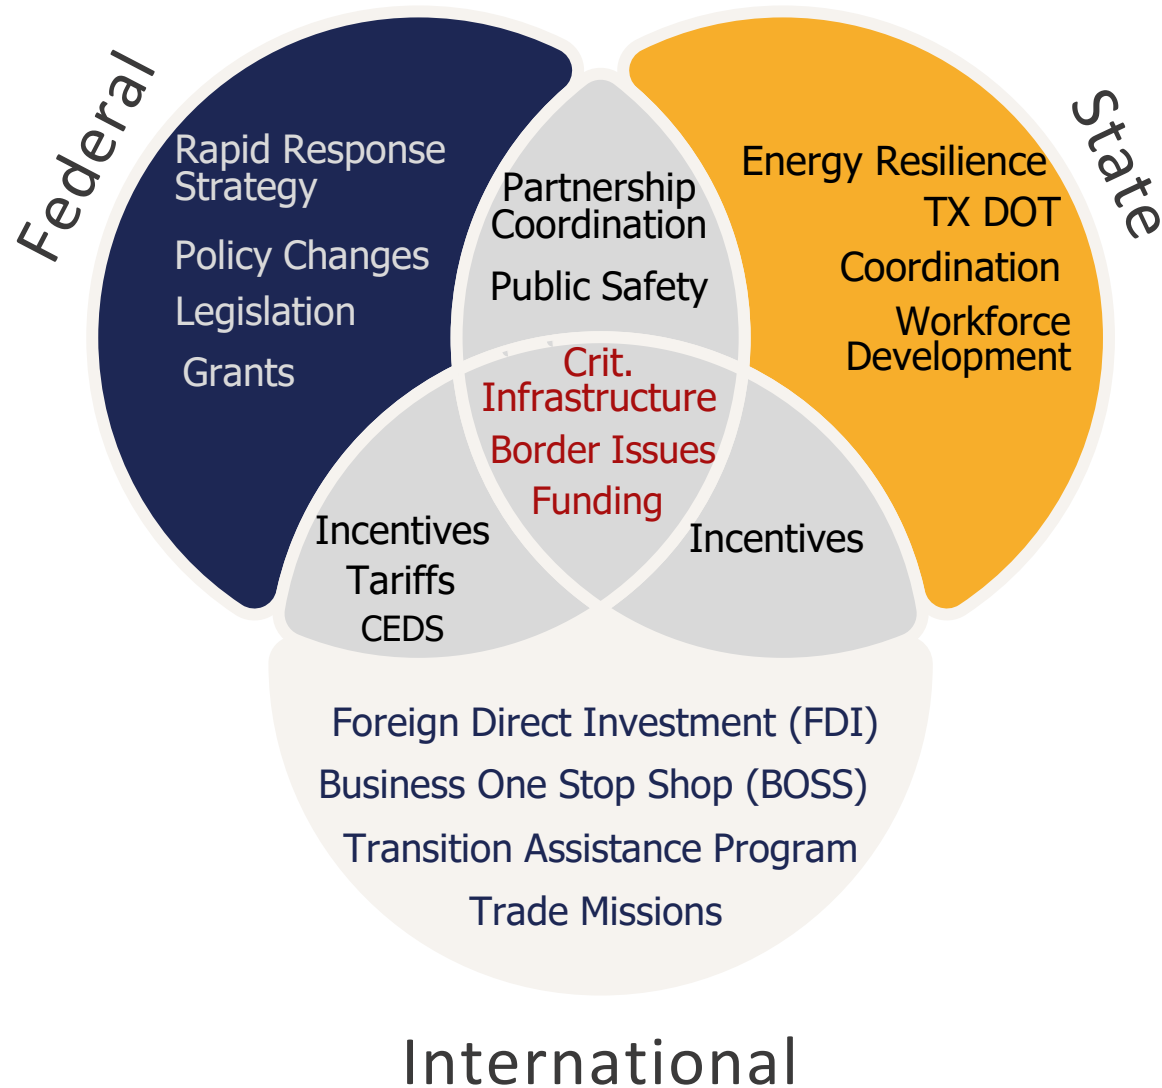 Federal
State
Rapid Response
Strategy
Policy Changes
Legislation
Grants
Partnership
Coordination
Public Safety
Energy Resilience
TX DOT
Coordination
Workforce
Development
Crit.
Infrastructure
Border Issues
Funding
Incentives
Tariffs
CEDS
Incentives
Foreign Direct Investment (FDI)
Business One Stop Shop (BOSS)
Transition Assistance Program
Trade Missions
International